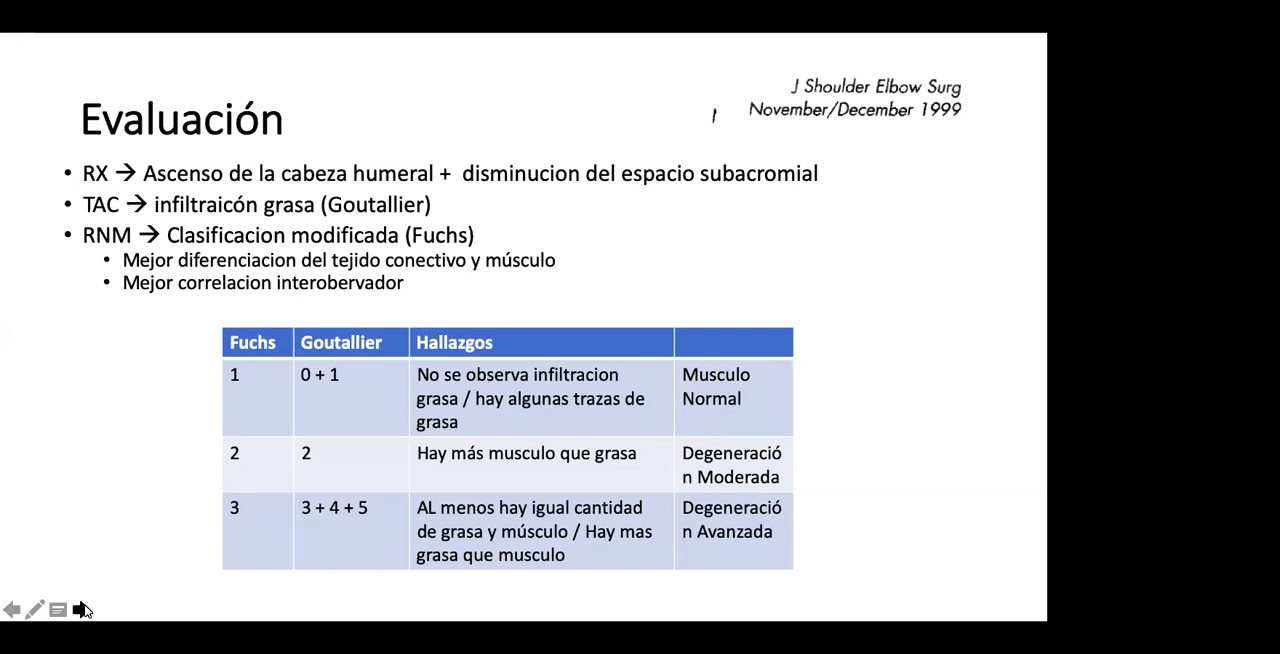 J Shoulder Elbow Surg
November/December 1999
Evaluación
• RX → Ascenso de la cabeza humeral + disminucion del espacio subacromial
• TAC → infiltraicón grasa (Goutallier)
• RNM → Clasificacion modificada (Fuchs)
• Mejor diferenciacion del tejido conectivo y músculo
• Mejor correlacion interobervador
Fuchs Goutallier Hallazgos
1 0 + 1 No se observa infiltracion Musculo
grasa / hay algunas trazas de Normal
grasa
2 2 Hay más musculo que grasa Degeneració
n Moderada
3 3 + 4 + 5 AL menos hay igual cantidad Degeneració
de grasa y músculo / Hay mas n Avanzada
grasa que musculo